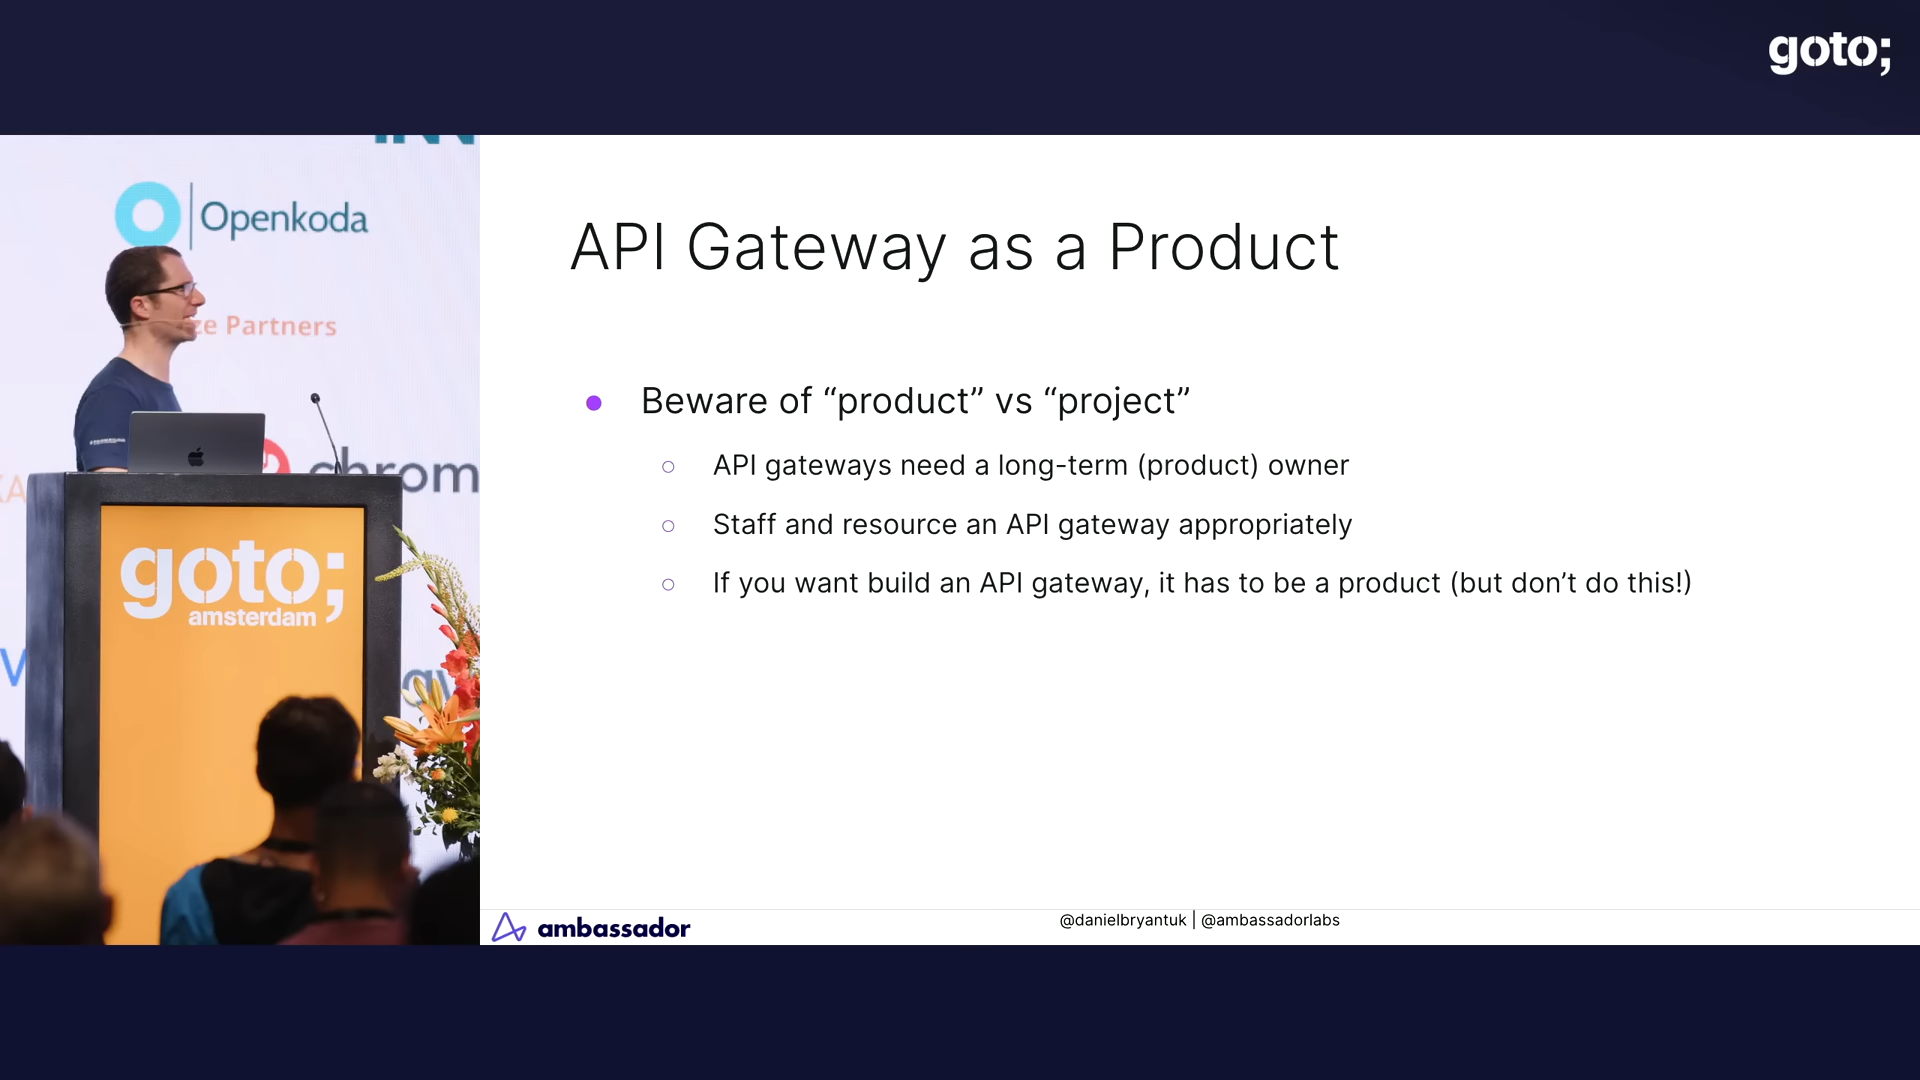 goto;
Openkoda
Partners
goto;
amsterdam
API Gateway as a Product
Beware of “product” vs “project”
API gateways need a long-term (product) owner
Staff and resource an API gateway appropriately
If you want build an API gateway, it has to be a product (but don’t do this!)
ambassador
@danielbryantuk | @ambassadorlabs